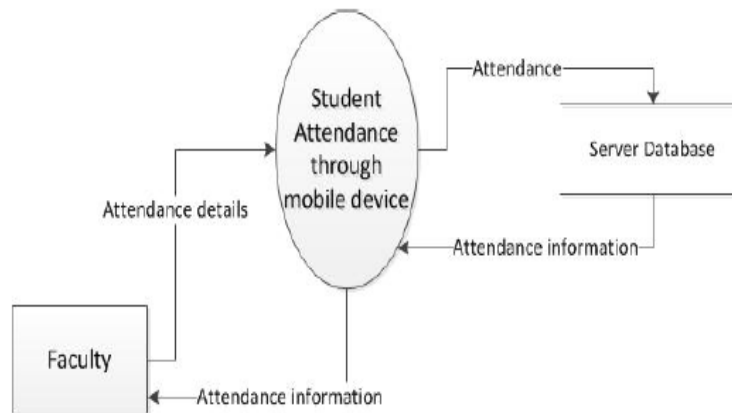 Student
Attendance
through
mobile device
Attendance
Server Database
Attendance details
Attendance information
Faculty
Attendance information